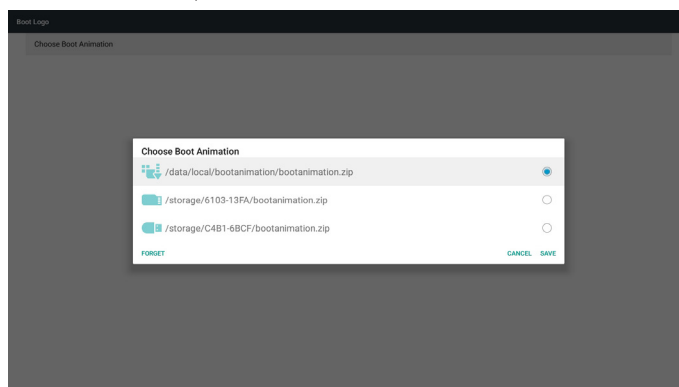 Boot Logo
Choose Boot Animation
Choose Boot Animation
/data/local/bootanimation/bootanimation.zip
/storage/6103-13FA/bootanimation.zip
/storage/C4B1-6BCF/bootanimation.zip
FORGET CANCEL SAVE